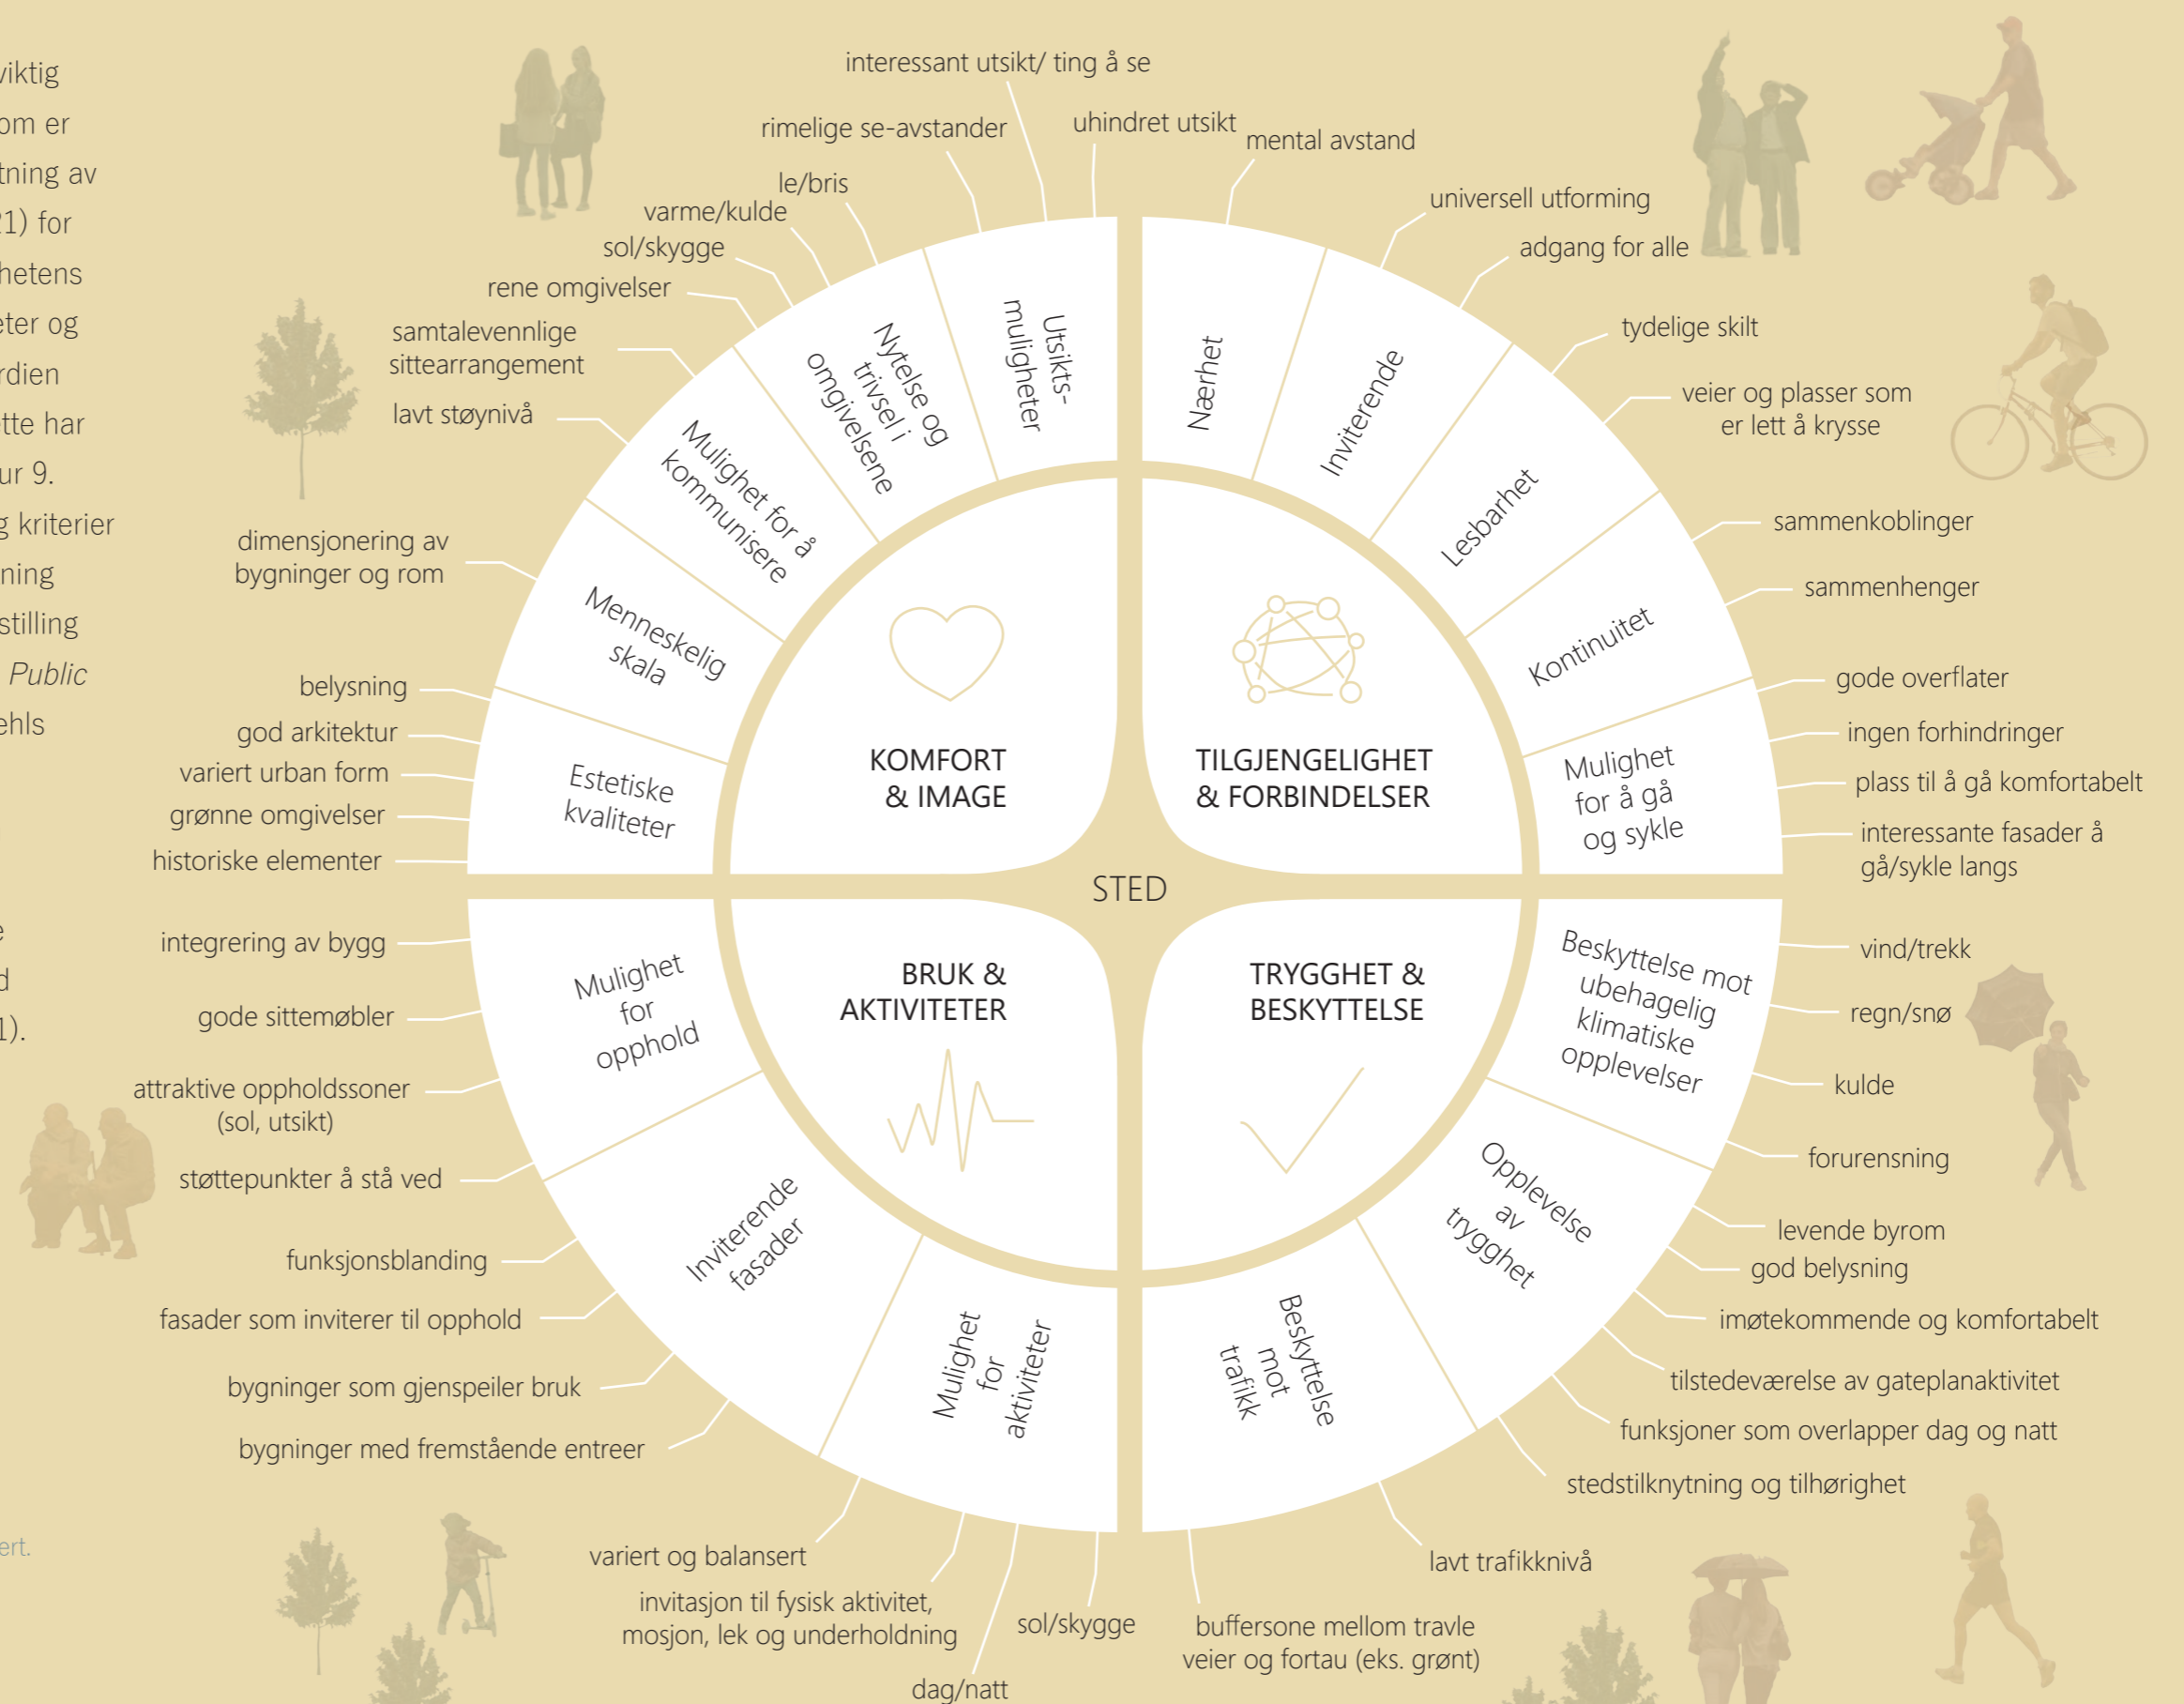 viktig
om er
tning av
21) for
hetens
eter og
rdien
tte har
ur 9.
g kriterier
ning
stilling
Public
ehls
e
d
1).
ert.
interessant utsikt/ ting å se
rimelige se-avstander
uhindret utsikt
le/bris
varme/kulde
sol/skygge
rene omgivelser
samtalevennlige
sittearrangement
lavt støynivå
dimensjonering av
bygninger og rom
belysning
god arkitektur
variert urban form
grønne omgivelser
historiske elementer
Utsikts-
muligheter
Nytelse og
trivsel i
omgivelsene
Mulighet for å
kommunisere
Menneskelig
skala
Estetiske
kvaliteter
KOMFORT
& IMAGE
mental avstand
universell utforming
adgang for alle
tydelige skilt
veier og plasser som
er lett å krysse
sammenkoblinger
sammenhenger
gode overflater
ingen forhindringer
plass til å gå komfortabelt
interessante fasader å
gå/sykle langs
Nærhet
Inviterende
Lesbarhet
Kontinuitet
Mulighet
for å gå
og sykle
TILGJENGELIGHET
& FORBINDELSER
STED
integrering av bygg
gode sittemøbler
attraktive oppholdssoner
(sol, utsikt)
støttepunkter å stå ved
funksjonsblanding
fasader som inviterer til opphold
bygninger som gjenspeiler bruk
bygninger med fremstående entreer
variert og balansert
invitasjon til fysisk aktivitet,
mosjon, lek og underholdning
dag/natt
sol/skygge
Mulighet
for
opphold
Inviterende
fasader
Mulighet
for
aktiviteter
BRUK &
AKTIVITETER
TRYGGHET &
BESKYTTELSE
Beskyttelse mot
ubehagelig
klimatiske
opplevelser
Opplevelse
av
trygghet
Beskyttelse
mot
trafikk
vind/trekk
regn/snø
kulde
forurensning
levende byrom
god belysning
imøtekommende og komfortabelt
tilstedeværelse av gateplanaktivitet
funksjoner som overlapper dag og natt
stedstilknytning og tilhørighet
lavt trafikknivå
buffersone mellom travle
veier og fortau (eks. grønt)